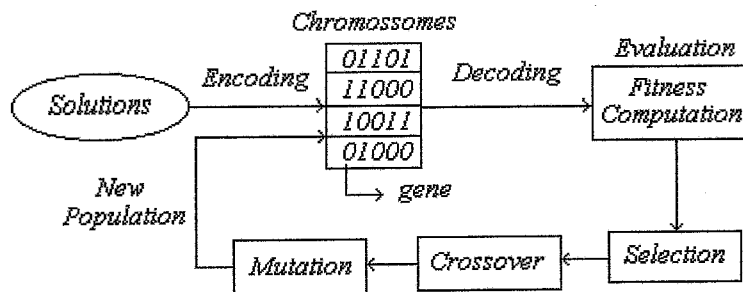 Chromossomes
01101
11000
10011
01000
Encoding
Solutions
Decoding
Evaluation
Fitness
Computation
gene
New
Population
Mutation
Crossover
Selection